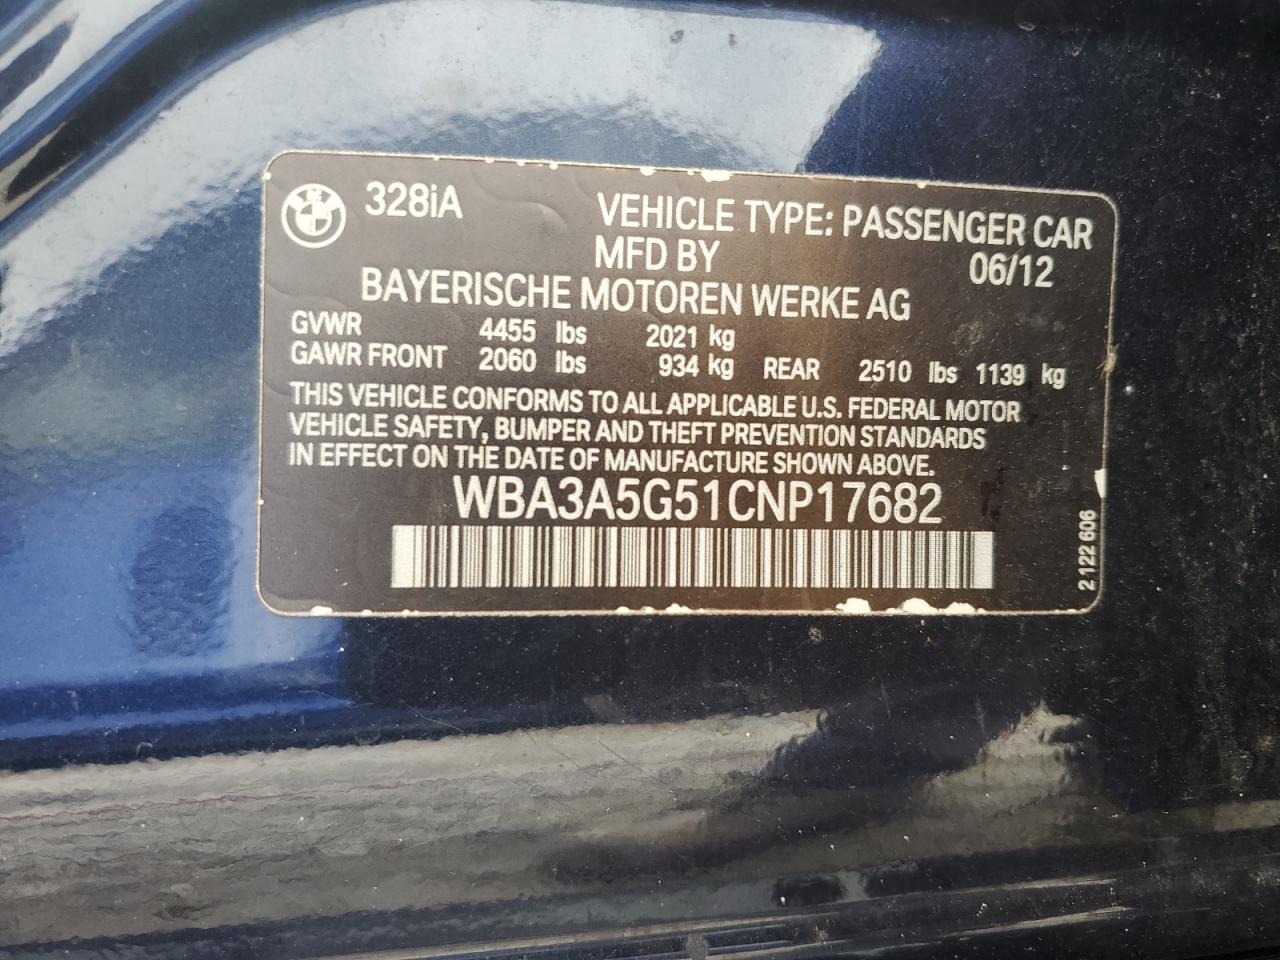 328iA VEHICLE TYPE: PASSENGER CAR
MFD BY 06/12
BAYERISCHE MOTOREN WERKE AG
GVWR 4455 lbs 2021 kg
GAWR FRONT 2060 lbs 934 kg REAR 2510 lbs 1139 kg
THIS VEHICLE CONFORMS TO ALL APPLICABLE U.S. FEDERAL MOTOR
VEHICLE SAFETY, BUMPER AND THEFT PREVENTION STANDARDS
IN EFFECT ON THE DATE OF MANUFACTURE SHOWN ABOVE.
WBA3A5G51CNP17682
2 122 606